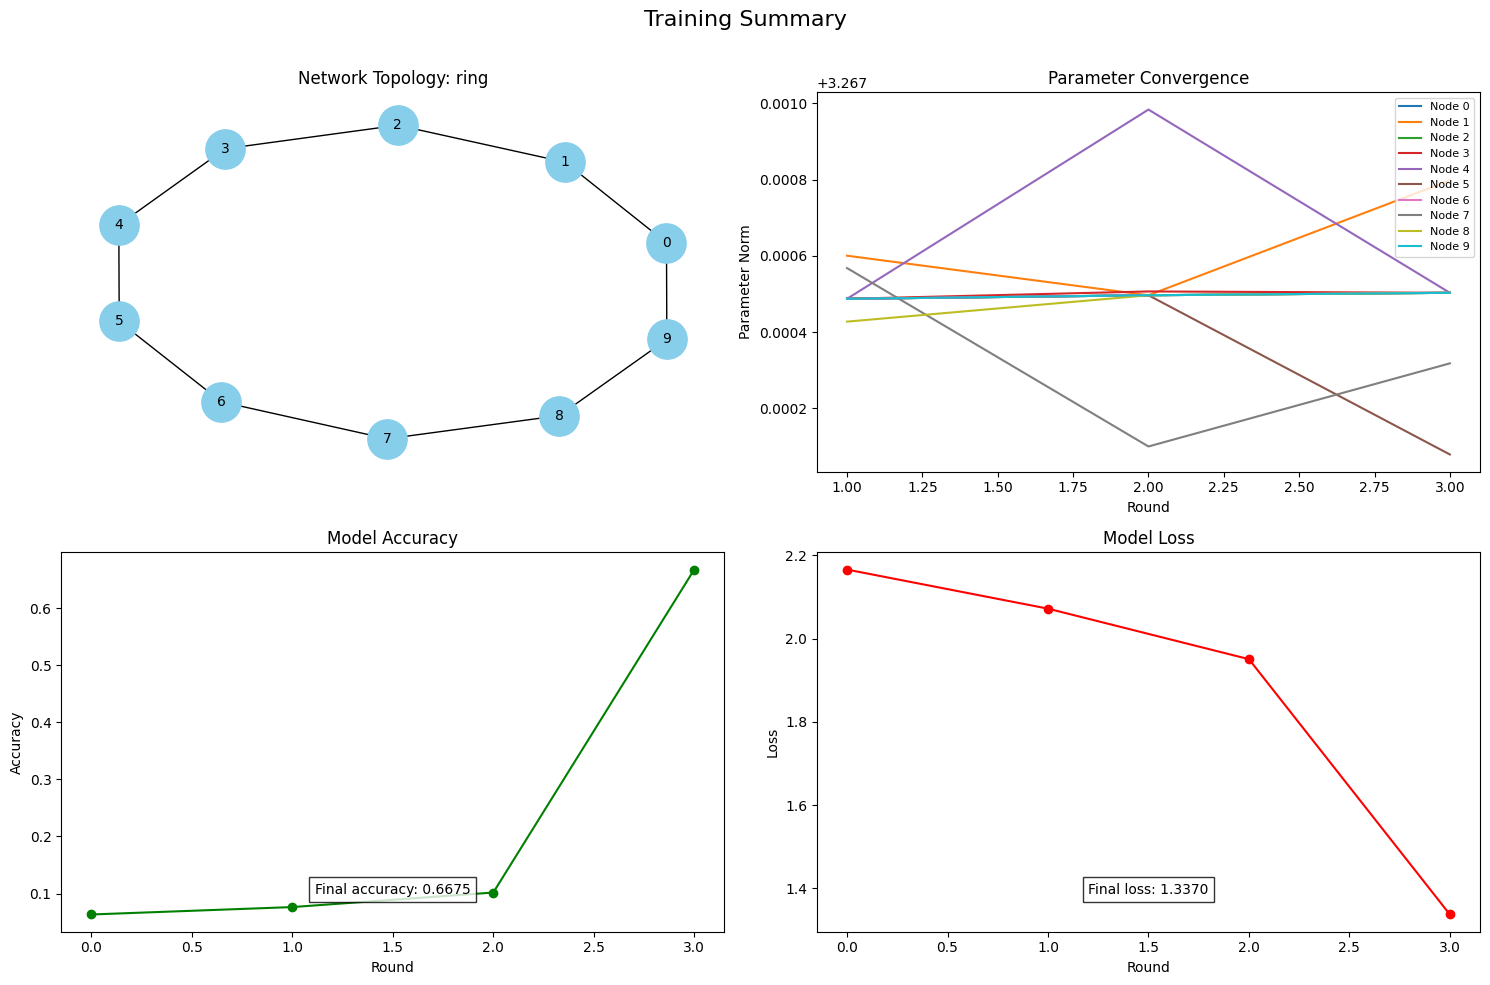 Training Summary
Network Topology: ring
2
3
1
4
0
5
9
6
8
7
Parameter Convergence
+3.267
0.0010
0.0008
0.0006
0.0004
0.0002
Parameter Norm
Node 0
Node 1
Node 2
Node 3
Node 4
Node 5
Node 6
Node 7
Node 8
Node 9
1.00 1.25 1.50 1.75 2.00 2.25 2.50 2.75 3.00
Round
Model Accuracy
0.6
0.5
0.4
0.3
0.2
0.1
Accuracy
Final accuracy: 0.6675
0.0 0.5 1.0 1.5 2.0 2.5 3.0
Round
Model Loss
2.2
2.0
1.8
1.6
1.4
Loss
Final loss: 1.3370
0.0 0.5 1.0 1.5 2.0 2.5 3.0
Round